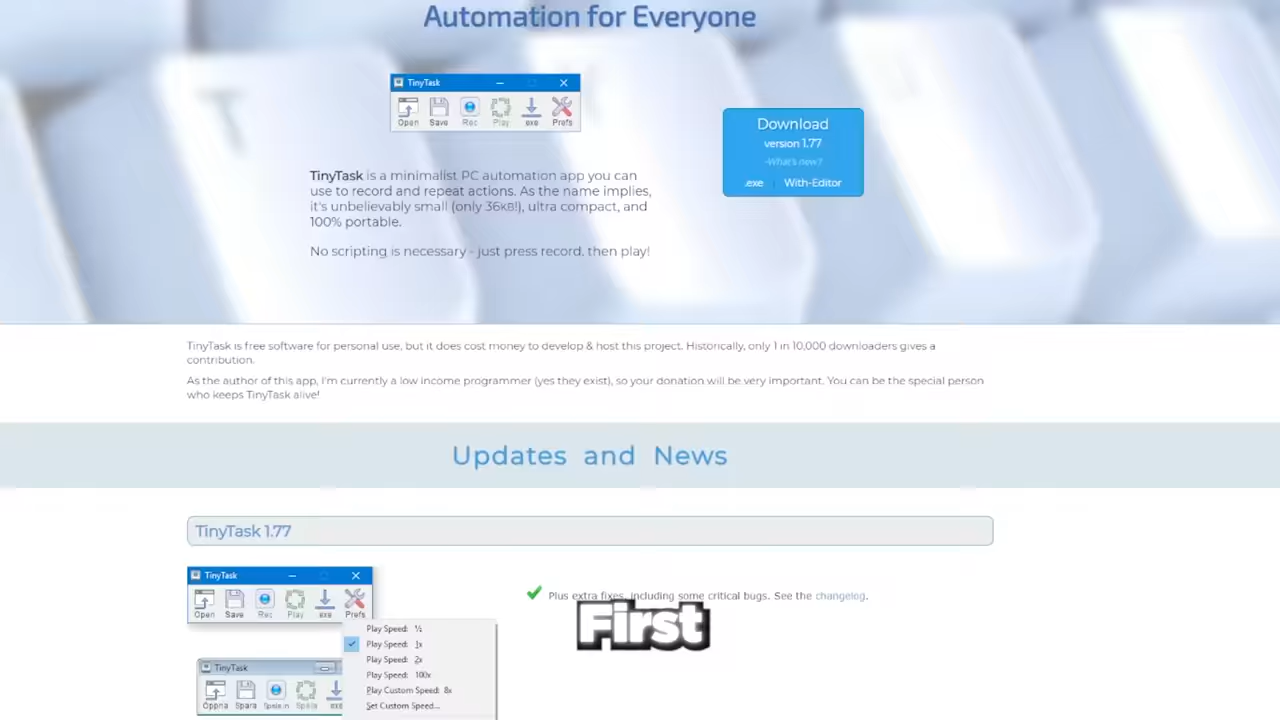 Automation for Everyone
TinyTask
Open Save Rec Play exe Prefs
Download
version 1.77
-What's new?
.exe | With-Editor
TinyTask is a minimalist PC automation app you can
use to record and repeat actions. As the name implies,
it's unbelievably small (only 36KB!), ultra compact, and
100% portable.
No scripting is necessary - just press record, then play!
TinyTask is free software for personal use, but it does cost money to develop & host this project. Historically, only 1 in 10,000 downloaders gives a
contribution.
As the author of this app, I'm currently a low income programmer (yes they exist), so your donation will be very important. You can be the special person
who keeps TinyTask alive!
Updates and News
TinyTask 1.77
TinyTask
Open Save Rec Play exe Prefs
Plus extra fixes, including some critical bugs. See the changelog.
First
Play Speed: ½
Play Speed: 1x
Play Speed: 2x
Play Speed: 100x
Play Custom Speed: 8x
Set Custom Speed...
TinyTask